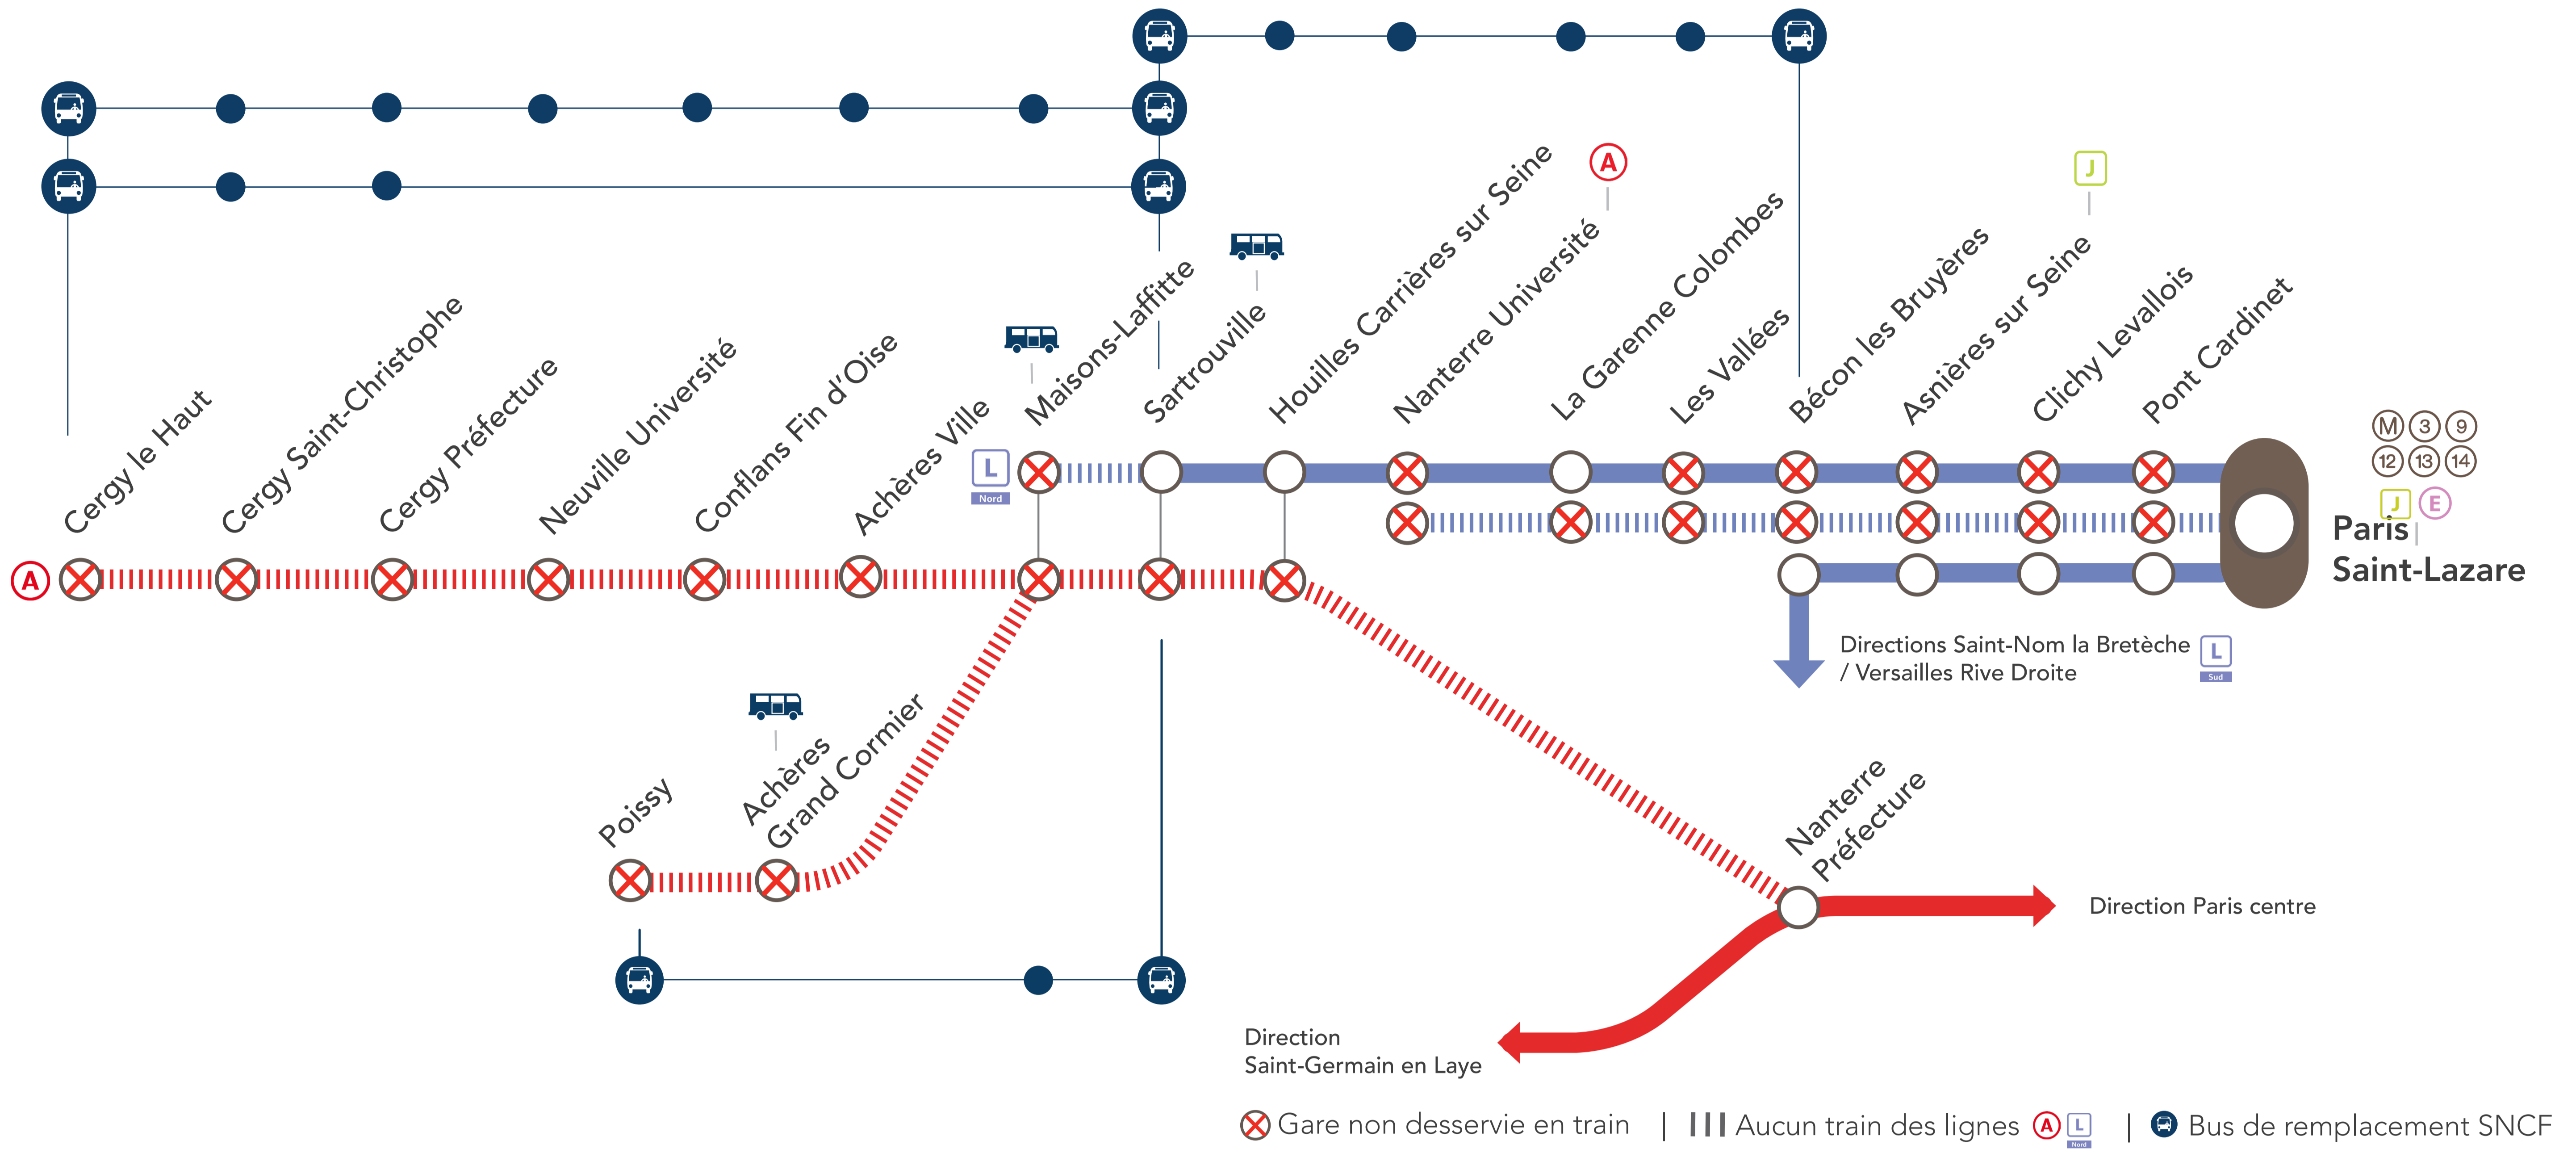 A
J
Cergy le Haut
Cergy Saint-Christophe
Cergy Préfecture
Neuville Université
Conflans Fin d'Oise
Achères Ville
Maisons-Laffitte
Sartrouville
Houilles Carrières sur Seine
Nanterre Université
La Garenne Colombes
Les Vallées
Bécon les Bruyères
Asnières sur Seine
Clichy Levallois
Pont Cardinet
M 3 9
12 13 14
J E
L
Nord
Paris
Saint-Lazare
A
Directions Saint-Nom la Bretèche
/ Versailles Rive Droite
L
Sud
Poissy
Achères
Grand Cormier
Nanterre
Préfecture
Direction Paris centre
Direction
Saint-Germain en Laye
Gare non desservie en train | Aucun train des lignes A L | Bus de remplacement SNCF
Nord